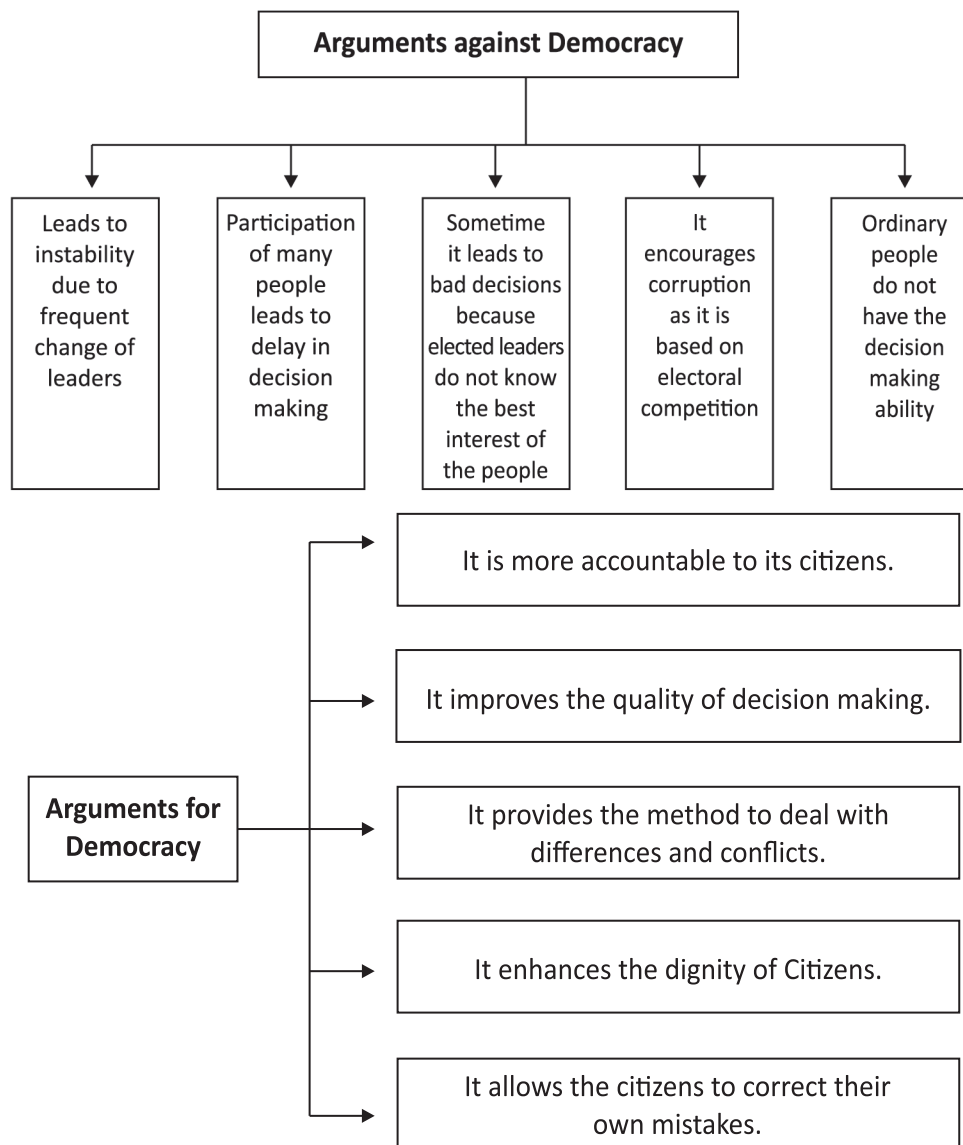 Arguments against Democracy
Leads to
instability
due to
frequent
change of
leaders
Participation
of many
people
leads to
delay in
decision
making
Sometime
it leads to
bad decisions
because
elected leaders
do not know
the best
interest of
the people
It
encourages
corruption
as it is
based on
electoral
competition
Ordinary
people
do not
have the
decision
making
ability
Arguments for
Democracy
It is more accountable to its citizens.
It improves the quality of decision making.
It provides the method to deal with
differences and conflicts.
It enhances the dignity of Citizens.
It allows the citizens to correct their
own mistakes.